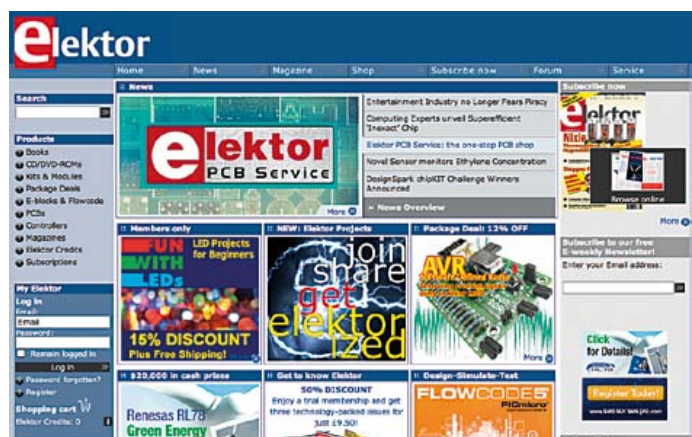 elektor
Home News Magazine Shop Subscribe now Forum Service
Search
Products
Books
CD/DVD-ROMs
Kits & Modules
Package Deals
E-blocks & Flowcode
PCBs
Controllers
Magazines
Elektor Credits
Subscriptions
My Elektor
Log in
Email:
Email
Password:
Remain logged in
Log in
Password forgotten?
Register
Shopping cart
Elektor Credits: 0
News
elektor
PCB Service
More
Entertainment Industry no Longer Fears Piracy
Computing Experts unveil Superefficient
'Inexact' Chip
Elektor PCB Service: the one-stop PCB shop
Novel Sensor monitors Ethylene Concentration
DesignSpark chipKIT Challenge Winners
Announced
» News Overview
Members only
FUN
WITH
LEDs
LED Projects
for Beginners
15% DISCOUNT
Plus Free Shipping!
NEW: Elektor Projects
join
share
get
elektor
ized
Package Deal: 12% OFF
AVR
Software Defined Radio
More
$20,000 in cash prizes
Renesas RL78
Green Energy
Get to know Elektor
50% DISCOUNT
Enjoy a trial membership and get
three technology-packed issues for
just £9.50!
Design-Simulate-Test
FLOWCODE5
PICmicro
Subscribe now
elektor
Browse online
More
Subscribe to our free
E-weekly Newsletter!
Enter your Email address:
Click
for Details!
Register Today!